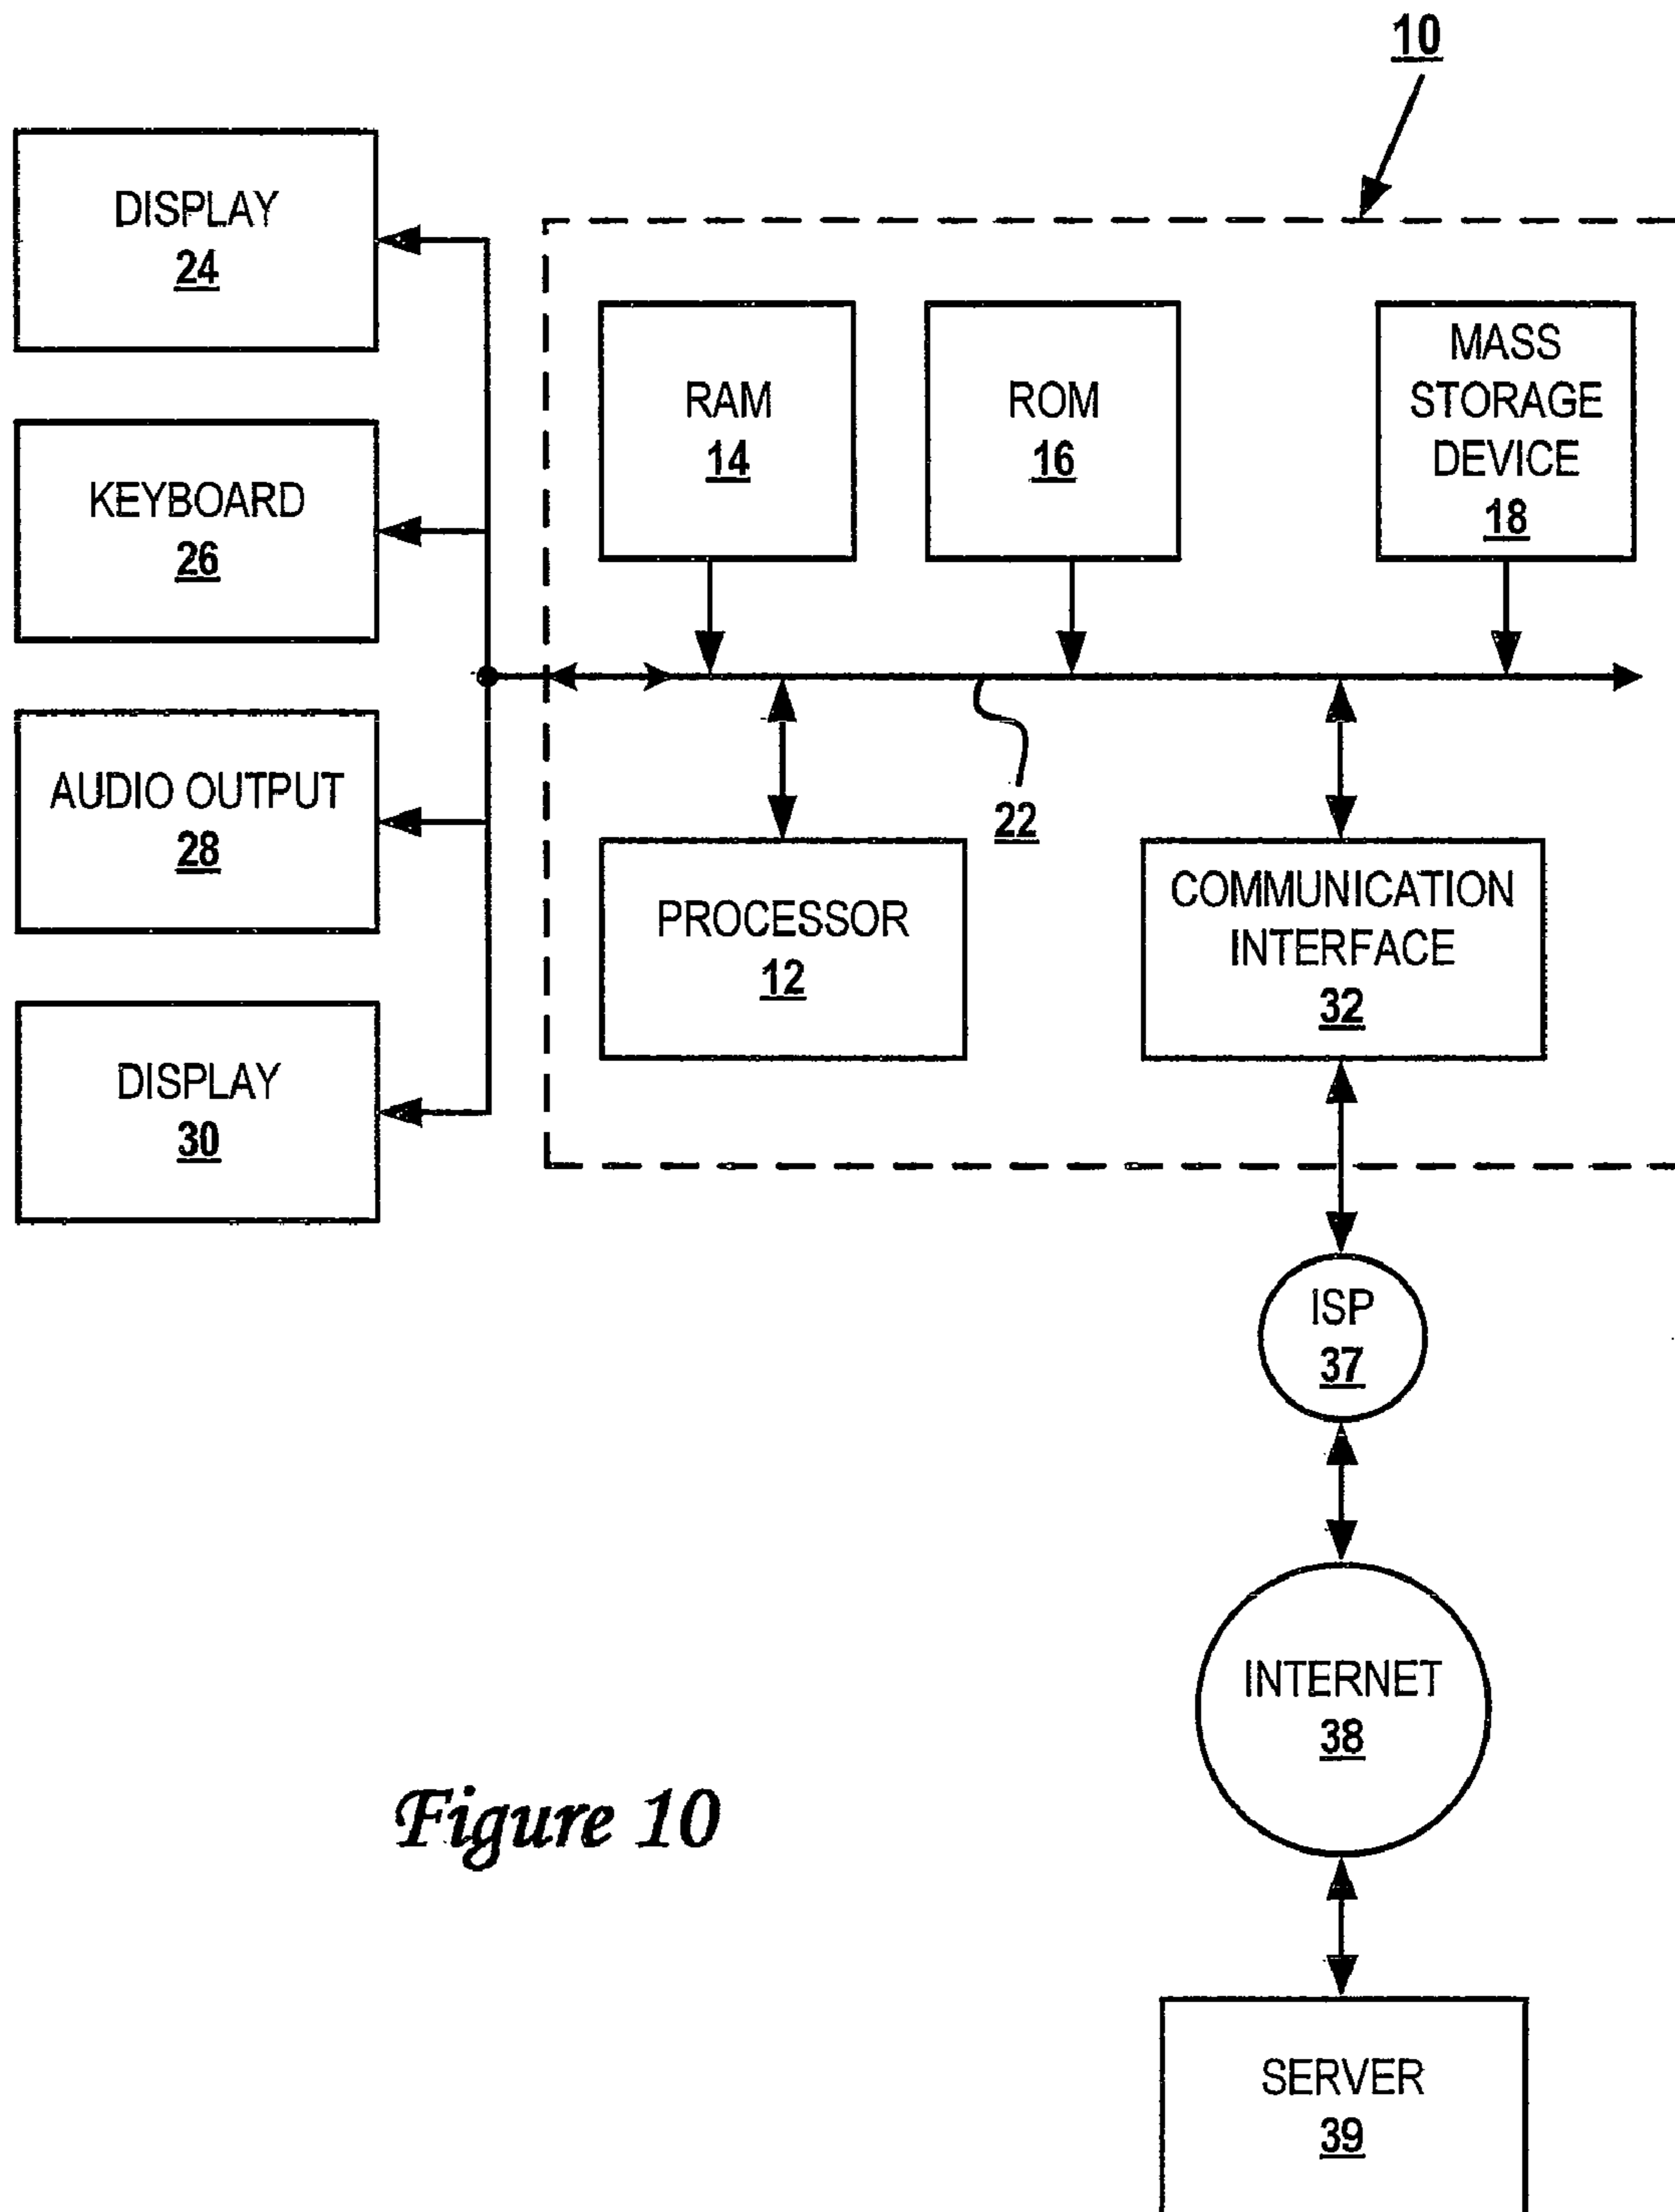 10
DISPLAY
24
KEYBOARD
26
AUDIO OUTPUT
28
DISPLAY
30
RAM
14
ROM
16
MASS
STORAGE
DEVICE
18
22
PROCESSOR
12
COMMUNICATION
INTERFACE
32
ISP
37
INTERNET
38
SERVER
39
Figure 10